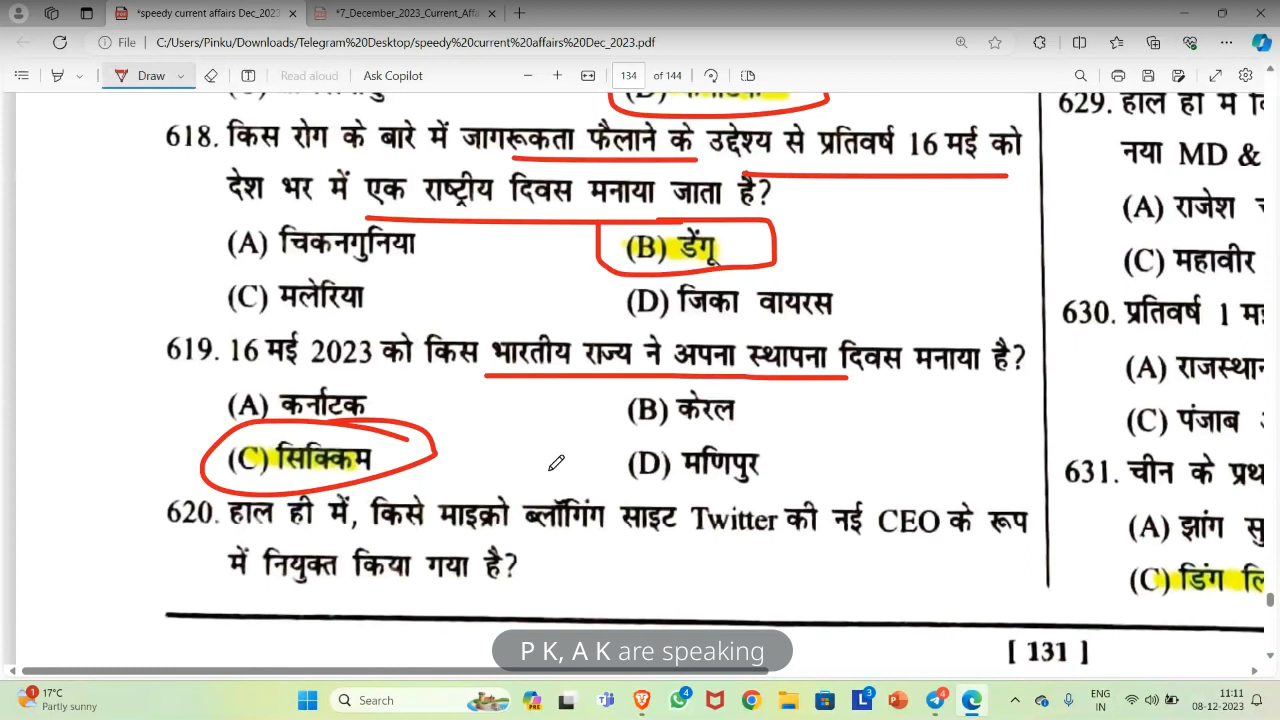 *speedy current affairs Dec_2023
*7_December_2023_Current_Affa
File
C:/Users/Pinku/Downloads/Telegram%20Desktop/speedy%20current%20affairs%20Dec_2023.pdf
Draw
Read aloud
Ask Copilot
134 of 144
618. किस रोग के बारे में जागरूकता फैलाने के उद्देश्य से प्रतिवर्ष 16 मई को
देश भर में एक राष्ट्रीय दिवस मनाया जाता है?
(A) चिकनगुनिया
(B) डेंगू
(C) मलेरिया
(D) जिका वायरस
619. 16 मई 2023 को किस भारतीय राज्य ने अपना स्थापना दिवस मनाया है?
(A) कर्नाटक
(B) केरल
(C) सिक्किम
(D) मणिपुर
620. हाल ही में, किसे माइक्रो ब्लॉगिंग साइट Twitter की नई CEO के रूप
में नियुक्त किया गया है?
629. हाल ही में
नया MD &
(A) राजेश
(C) महावीर
630. प्रतिवर्ष 1
(A)
(C) पंजाब
631. चीन के
(A) झांग
(C) डिंग
[ 131 ]
P K, A K are speaking
1
17°C
Partly sunny
Search
4
3
4
ENG
IN
11:11
08-12-2023